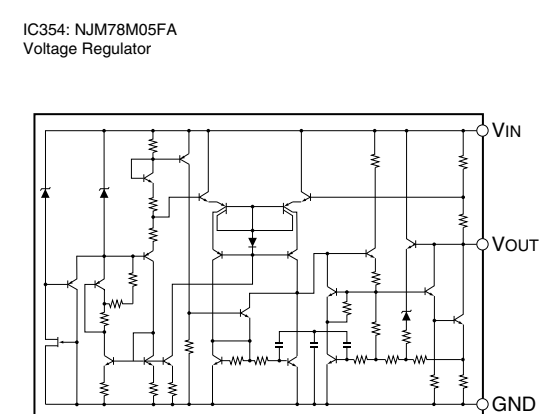 IC354: NJM78M05FA
Voltage Regulator
VIN
VOUT
GND